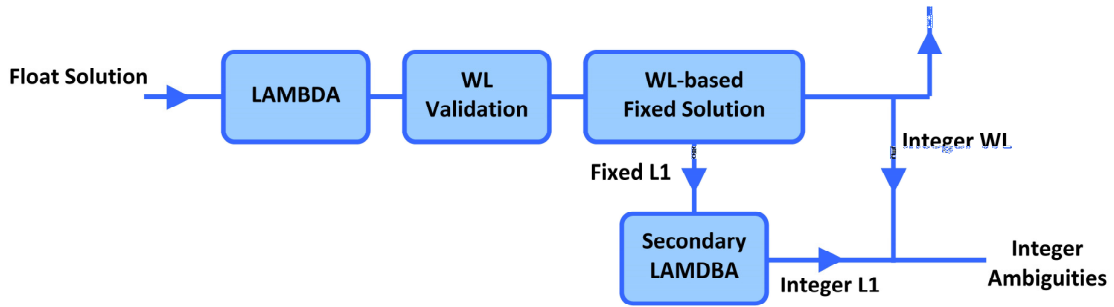 Float Solution
LAMBDA
WL
Validation
WL-based
Fixed Solution
Integer WL
Fixed L1
Secondary
LAMDBA
Integer L1
Integer
Ambiguities